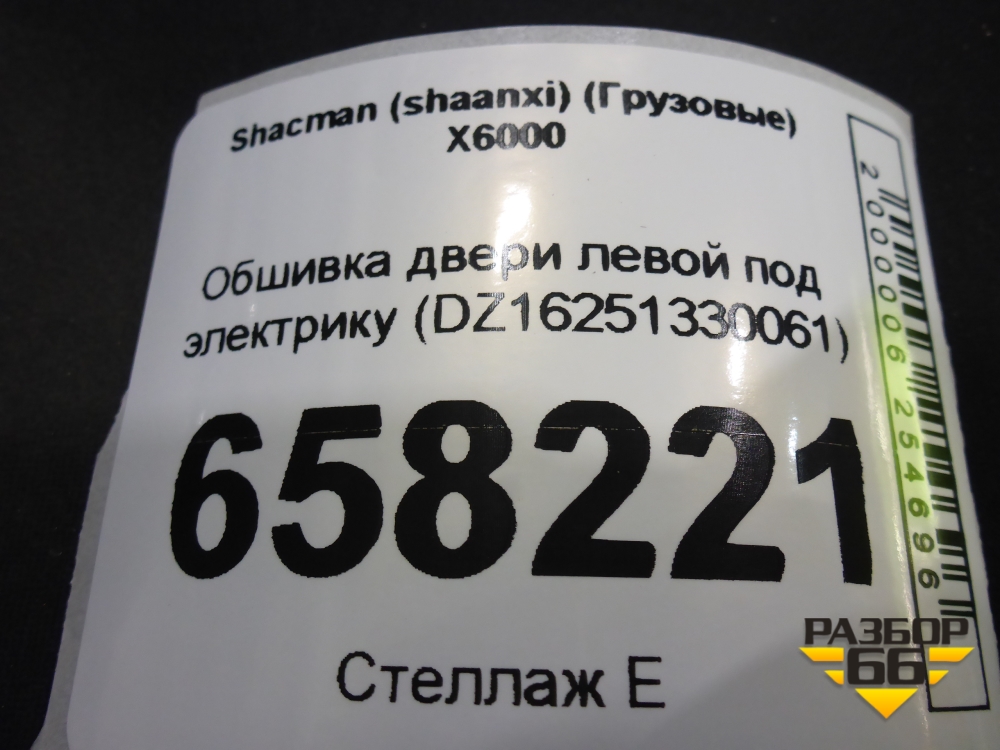 Shacman (shaanxi) (Грузовые)
X6000
Обшивка двери левой под
электрику (DZ16251330061)
658221
Стеллаж Е
2000006254696
РАЗБОР
66